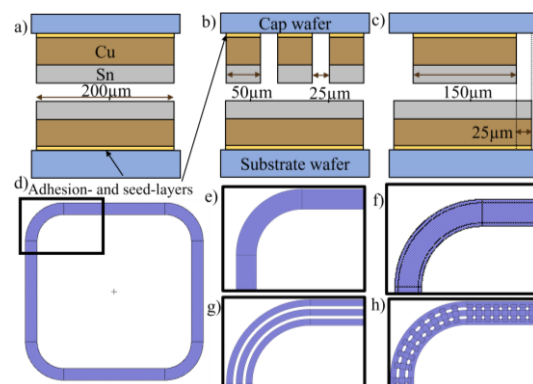 a)
b)
Cap wafer
c)
Cu
Sn
200µm
50µm
25µm
150µm
25µm
Substrate wafer
Adhesion- and seed-layers
d)
e)
f)
g)
h)